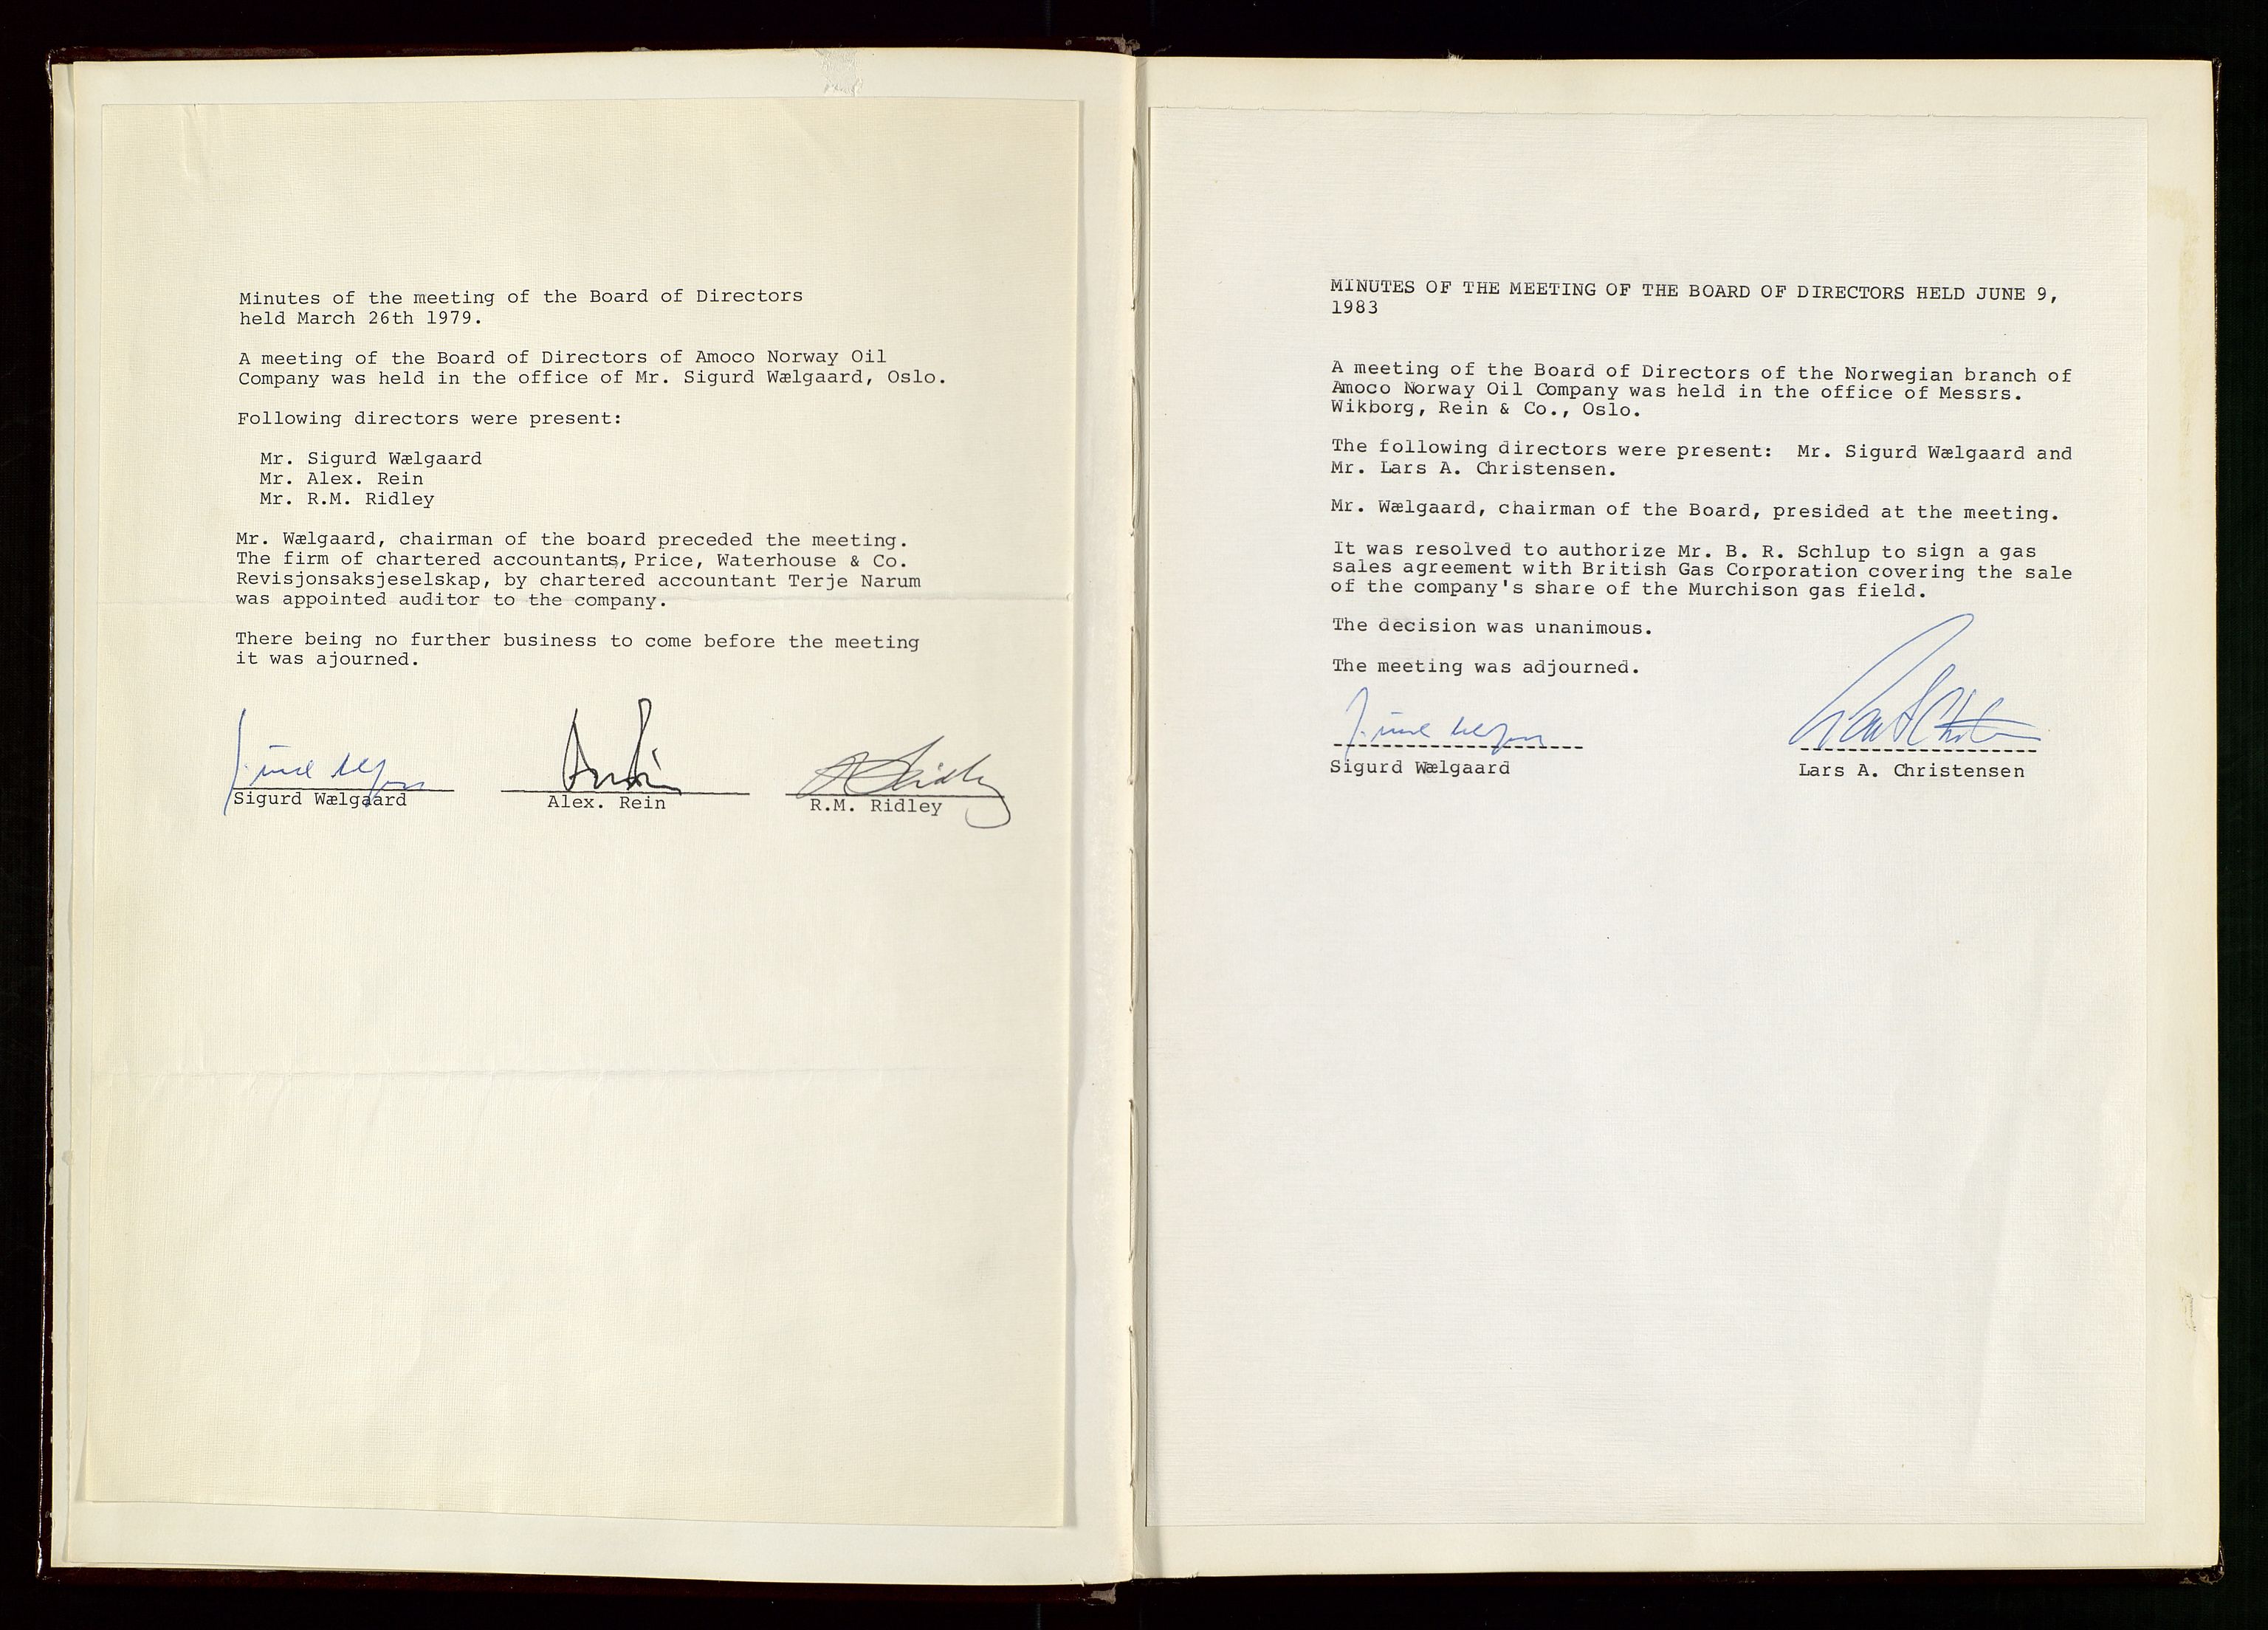 Minutes of the meeting of the Board of Directors
held March 26th 1979.
A meeting of the Board of Directors of Amoco Norway Oil
Company was held in the office of Mr. Sigurd Wælgaard, Oslo.
Following directors were present:
Mr. Sigurd Wælgaard
Mr. Alex. Rein
Mr. R.M. Ridley
Mr. Wælgaard, chairman of the board preceded the meeting.
The firm of chartered accountants, Price, Waterhouse & Co.
Revisjonsaksjeselskap, by chartered accountant Terje Narum
was appointed auditor to the company.
There being no further business to come before the meeting
it was ajourned.
Sigurd Wælgaard Alex. Rein R.M. Ridley
MINUTES OF THE MEETING OF THE BOARD OF DIRECTORS HELD JUNE 9,
1983
A meeting of the Board of Directors of the Norwegian branch of
Amoco Norway Oil Company was held in the office of Messrs.
Wikborg, Rein & Co., Oslo.
The following directors were present: Mr. Sigurd Wælgaard and
Mr. Lars A. Christensen.
Mr. Wælgaard, chairman of the Board, presided at the meeting.
It was resolved to authorize Mr. B. R. Schlup to sign a gas
sales agreement with British Gas Corporation covering the sale
of the company's share of the Murchison gas field.
The decision was unanimous.
The meeting was adjourned.
Sigurd Wælgaard Lars A. Christensen